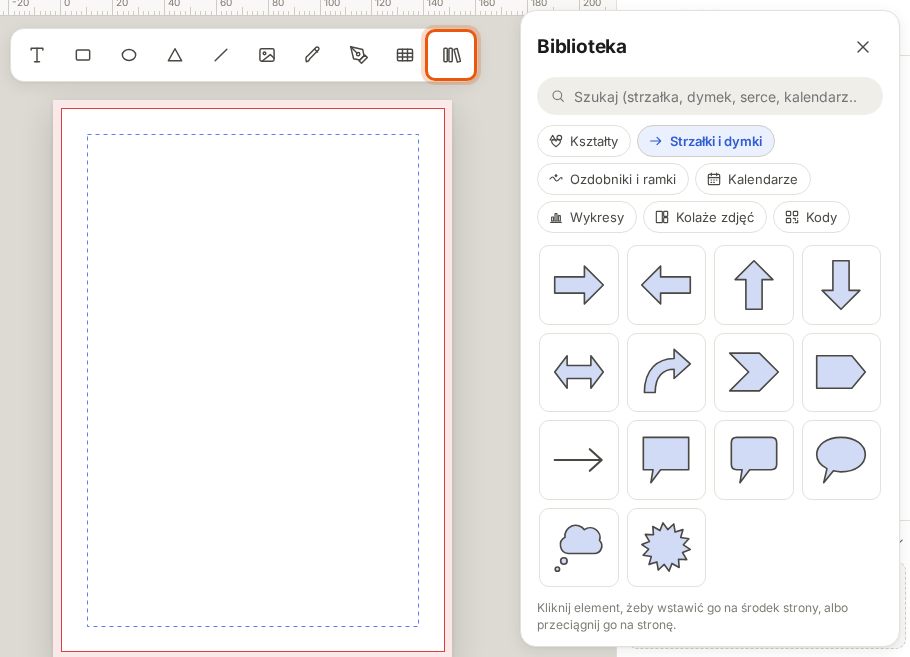 -20 0 20 40 60 80 100 120 140 160 180 200
Biblioteka
Szukaj (strzałka, dymek, serce, kalendarz..
Kształty
Strzałki i dymki
Ozdobniki i ramki
Kalendarze
Wykresy
Kolaże zdjęć
Kody
Kliknij element, żeby wstawić go na środek strony, albo
przeciągnij go na stronę.